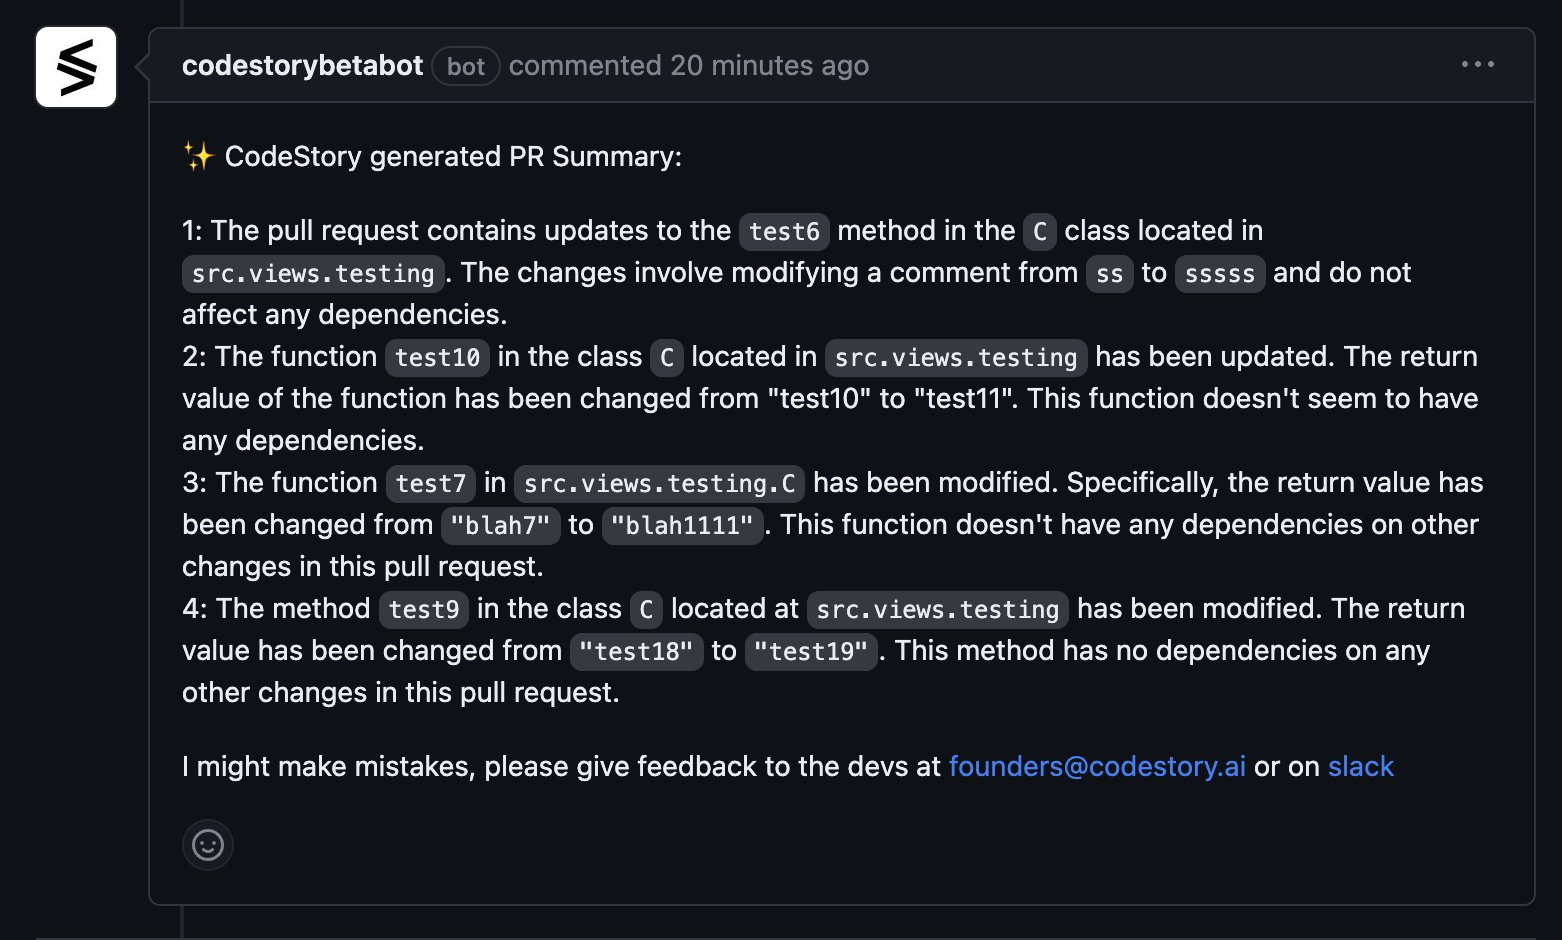 codestorybetabot bot commented 20 minutes ago
✨ CodeStory generated PR Summary:
1: The pull request contains updates to the test6 method in the C class located in
src.views.testing. The changes involve modifying a comment from ss to sssss and do not
affect any dependencies.
2: The function test10 in the class C located in src.views.testing has been updated. The return
value of the function has been changed from "test10" to "test11". This function doesn't seem to have
any dependencies.
3: The function test7 in src.views.testing.C has been modified. Specifically, the return value has
been changed from "blah7" to "blah1111". This function doesn't have any dependencies on other
changes in this pull request.
4: The method test9 in the class C located at src.views.testing has been modified. The return
value has been changed from "test18" to "test19". This method has no dependencies on any
other changes in this pull request.
I might make mistakes, please give feedback to the devs at founders@codestory.ai or on slack